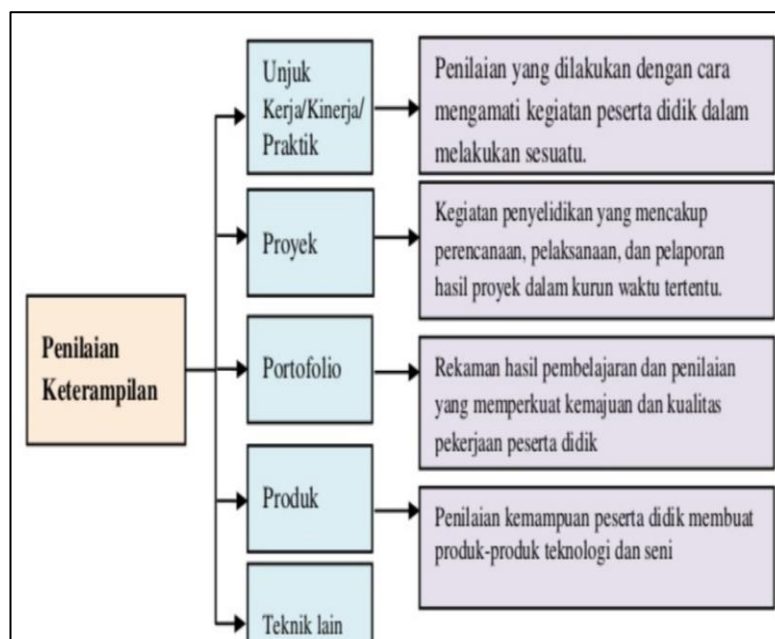 Penilaian
Keterampilan
Unjuk
Kerja/Kinerja/
Praktik
Penilaian yang dilakukan dengan cara
mengamati kegiatan peserta didik dalam
melakukan sesuatu.
Proyek
Kegiatan penyelidikan yang mencakup
perencanaan, pelaksanaan, dan pelaporan
hasil proyek dalam kurun waktu tertentu.
Portofolio
Rekaman hasil pembelajaran dan penilaian
yang memperkuat kemajuan dan kualitas
pekerjaan peserta didik
Produk
Penilaian kemampuan peserta didik membuat
produk-produk teknologi dan seni
Teknik lain